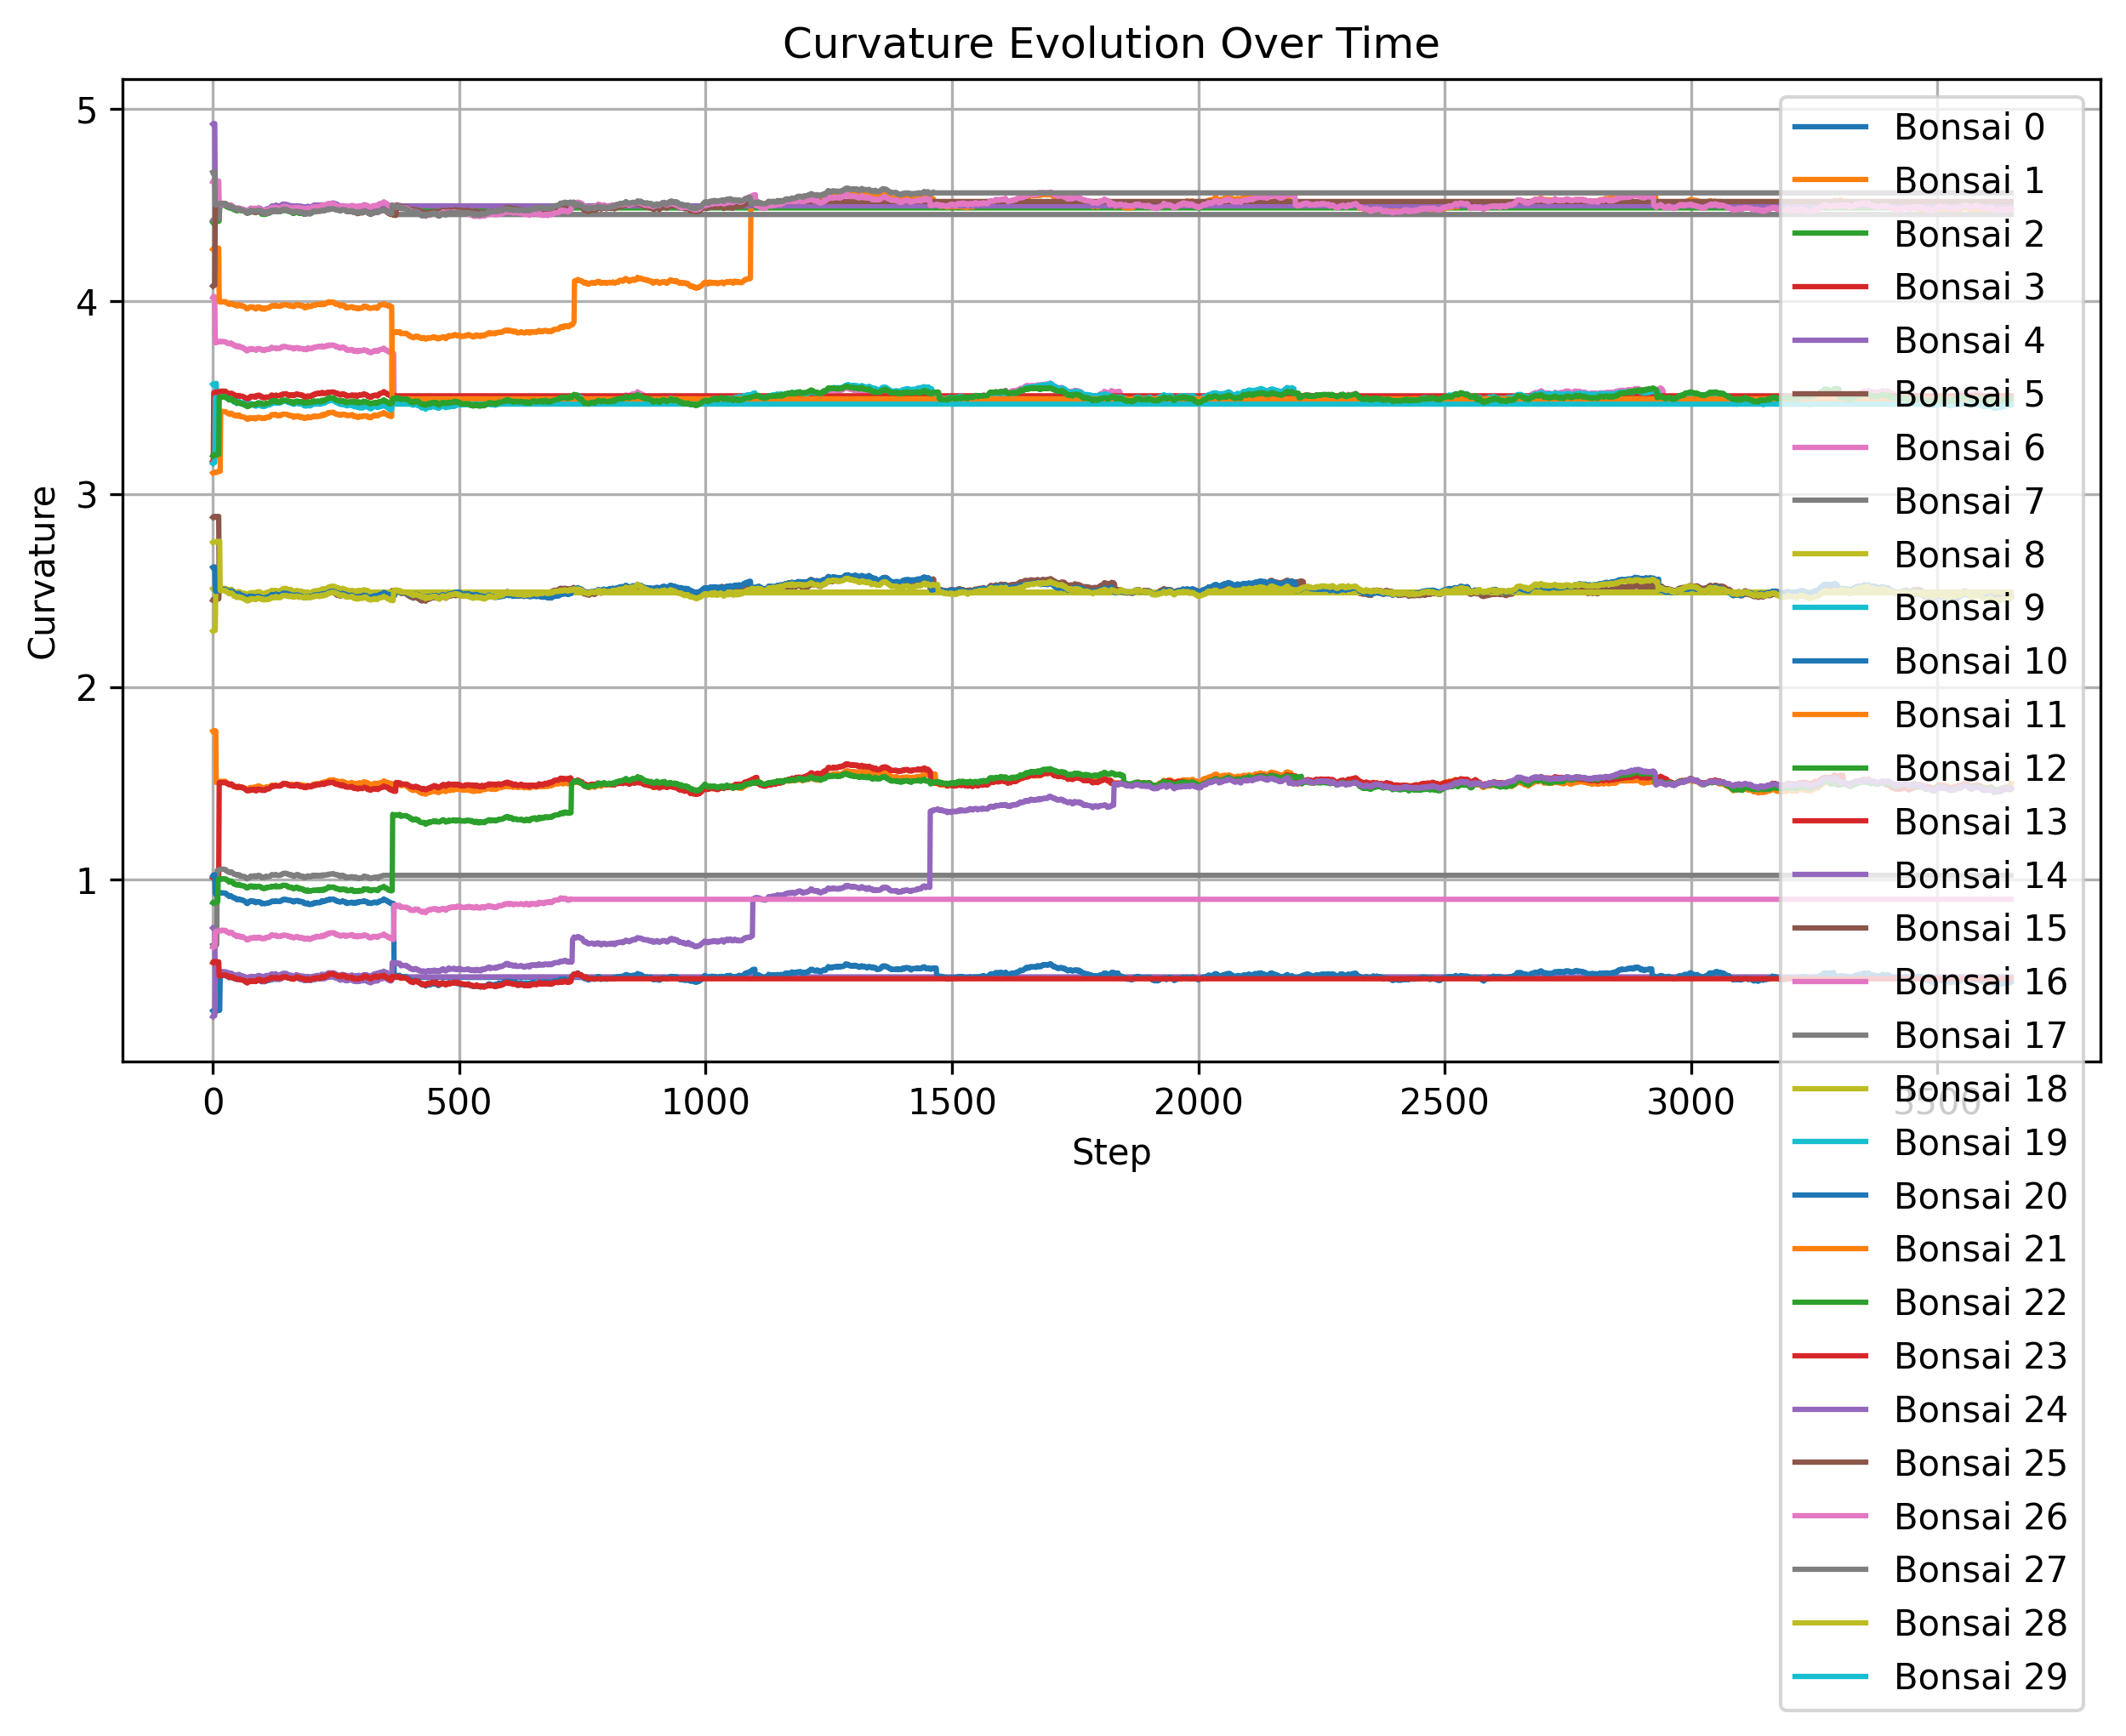 Curvature Evolution Over Time
5
4
3
2
1
Curvature
0
500
1000
1500
2000
2500
3000
3500
Step
Bonsai 0
Bonsai 1
Bonsai 2
Bonsai 3
Bonsai 4
Bonsai 5
Bonsai 6
Bonsai 7
Bonsai 8
Bonsai 9
Bonsai 10
Bonsai 11
Bonsai 12
Bonsai 13
Bonsai 14
Bonsai 15
Bonsai 16
Bonsai 17
Bonsai 18
Bonsai 19
Bonsai 20
Bonsai 21
Bonsai 22
Bonsai 23
Bonsai 24
Bonsai 25
Bonsai 26
Bonsai 27
Bonsai 28
Bonsai 29